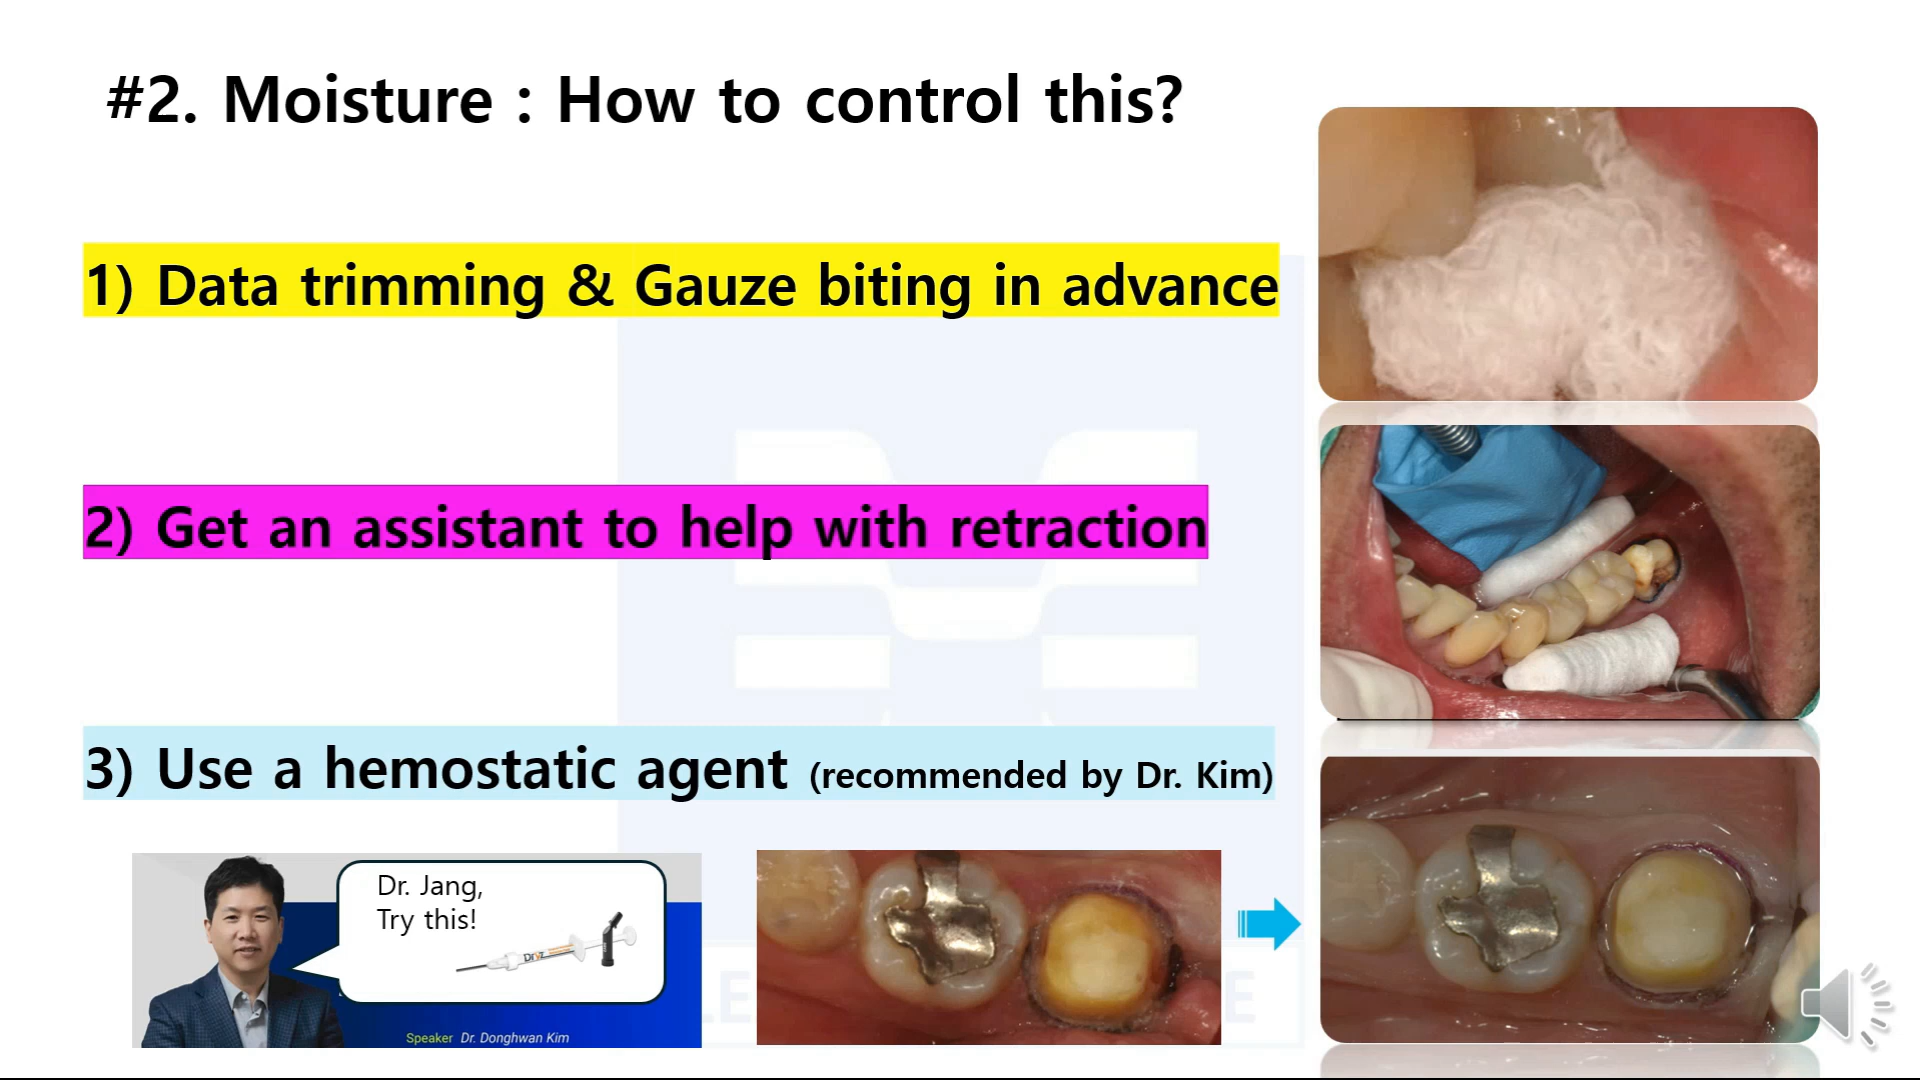 #2. Moisture : How to control this?
1) Data trimming & Gauze biting in advance
2) Get an assistant to help with retraction
3) Use a hemostatic agent (recommended by Dr. Kim)
Dr. Jang,
Try this!
Speaker Dr. Donghwan Kim